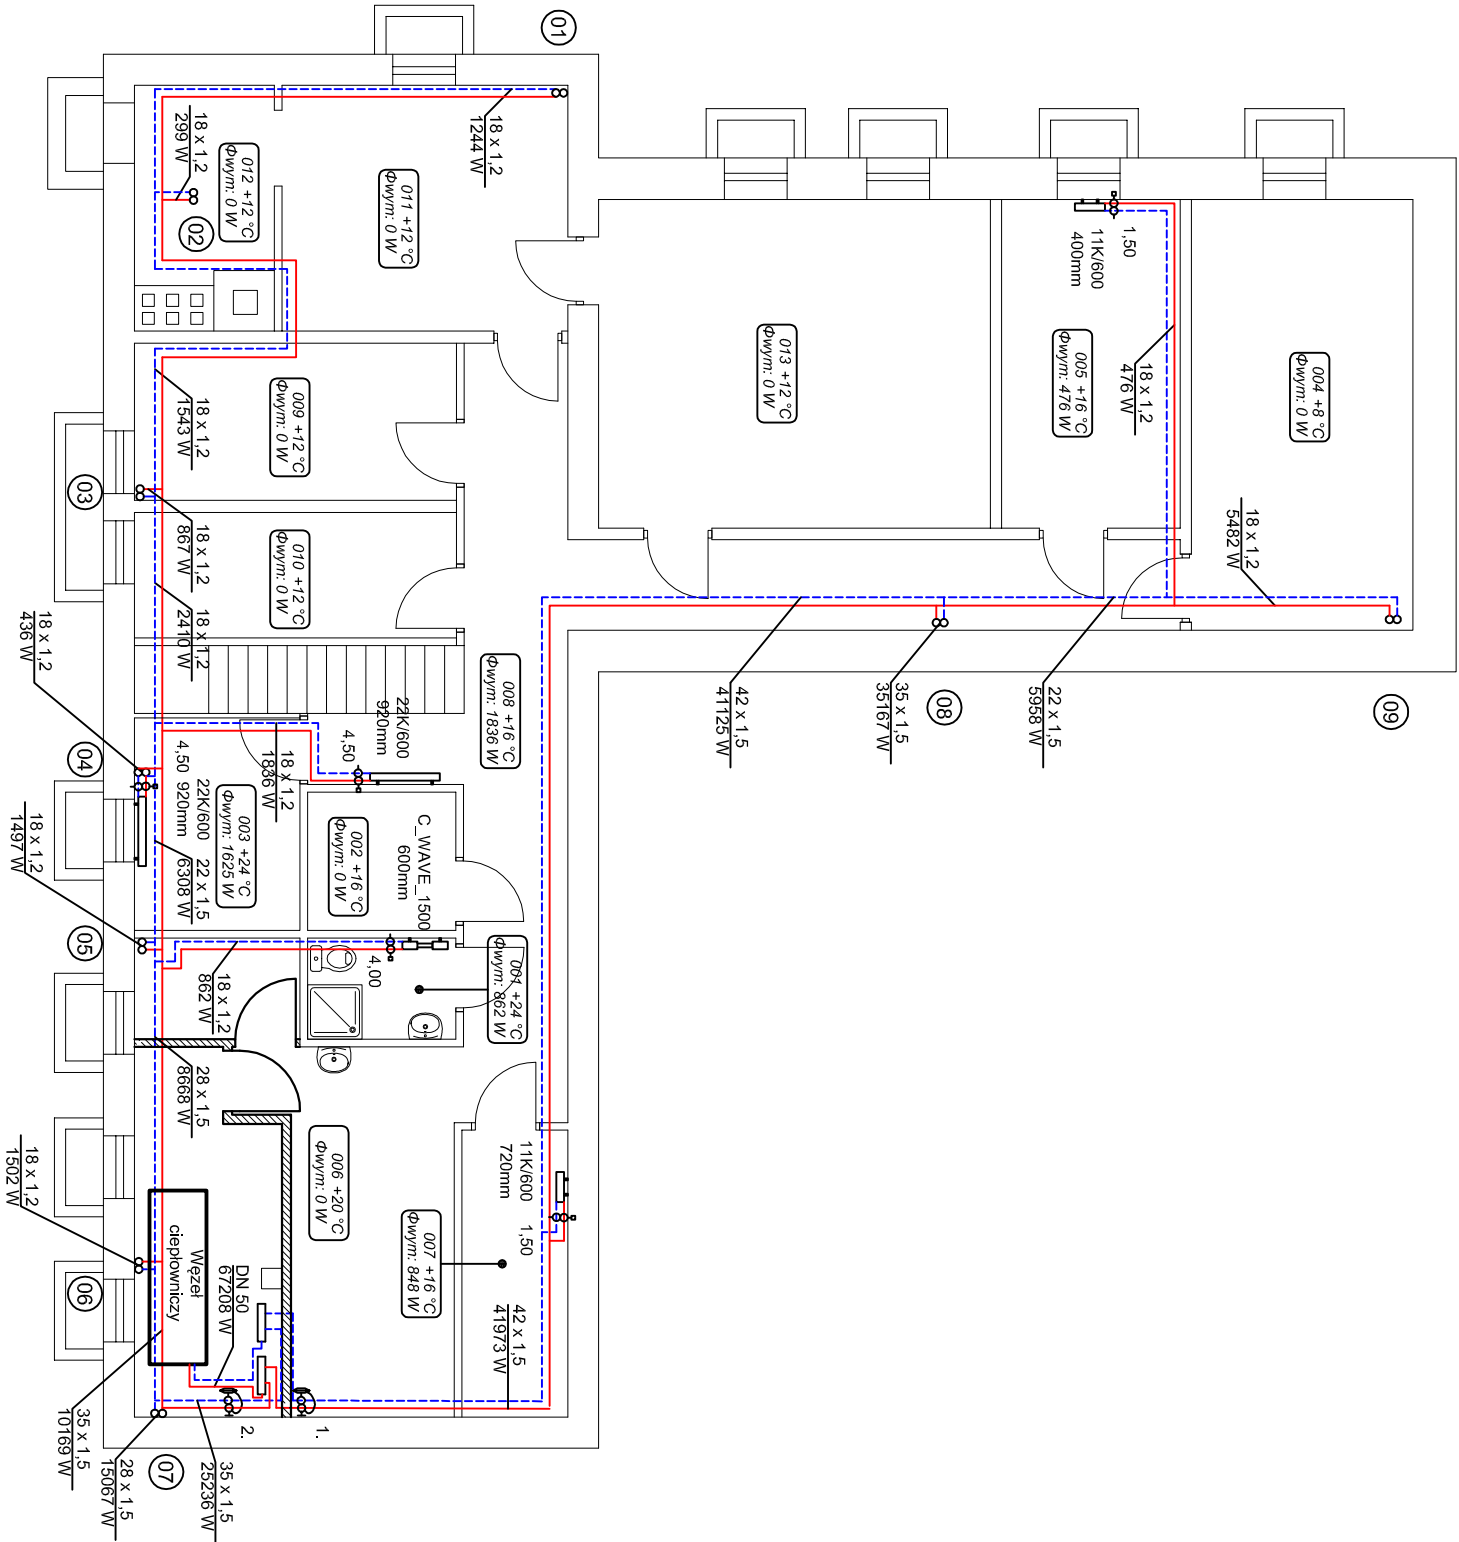 01
18 x 1,2
1244 W
18 x 1,2
299 W
012 +12 °C
Φwym: 0 W
02
011 +12 °C
Φwym: 0 W
1,50
11K/600
400mm
013 +12 °C
Φwym: 0 W
005 +16 °C
Φwym: 476 W
18 x 1,2
476 W
004 +8 °C
Φwym: 0 W
009 +12 °C
Φwym: 0 W
18 x 1,2
1543 W
03
18 x 1,2
867 W
010 +12 °C
Φwym: 0 W
18 x 1,2
5482 W
18 x 1,2
2410 W
18 x 1,2
436 W
008 +16 °C
Φwym: 1836 W
22K/600
920mm
4,50
18 x 1,2
1836 W
42 x 1,5
41125 W
35 x 1,5
35167 W
08
22 x 1,5
5958 W
09
04
4,50
22K/600
920mm
003 +24 °C
Φwym: 1625 W
22 x 1,5
6308 W
002 +16 °C
Φwym: 0 W
C_WAVE_1500
600mm
18 x 1,2
1497 W
05
18 x 1,2
862 W
4,00
001 +24 °C
Φwym: 862 W
28 x 1,5
8668 W
18 x 1,2
1502 W
006 +20 °C
Φwym: 0 W
11K/600
720mm
1,50
007 +16 °C
Φwym: 848 W
Węzeł
ciepłowniczy
DN 50
67208 W
06
42 x 1,5
41973 W
1.
2.
35 x 1,5
10169 W
28 x 1,5
15067 W
07
35 x 1,5
25236 W